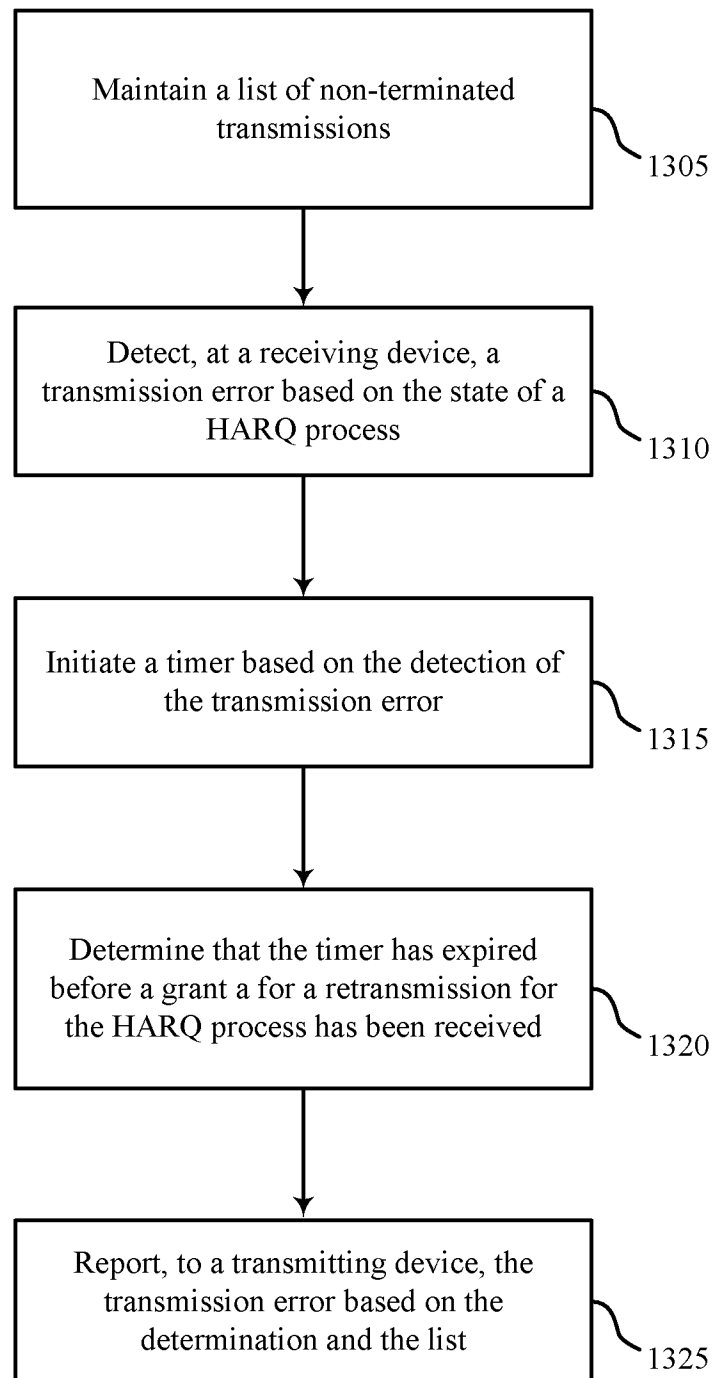 Maintain a list of non-terminated
transmissions
1305
Detect, at a receiving device, a
transmission error based on the state of a
HARQ process
1310
Initiate a timer based on the detection of
the transmission error
1315
Determine that the timer has expired
before a grant a for a retransmission for
the HARQ process has been received
1320
Report, to a transmitting device, the
transmission error based on the
determination and the list
1325